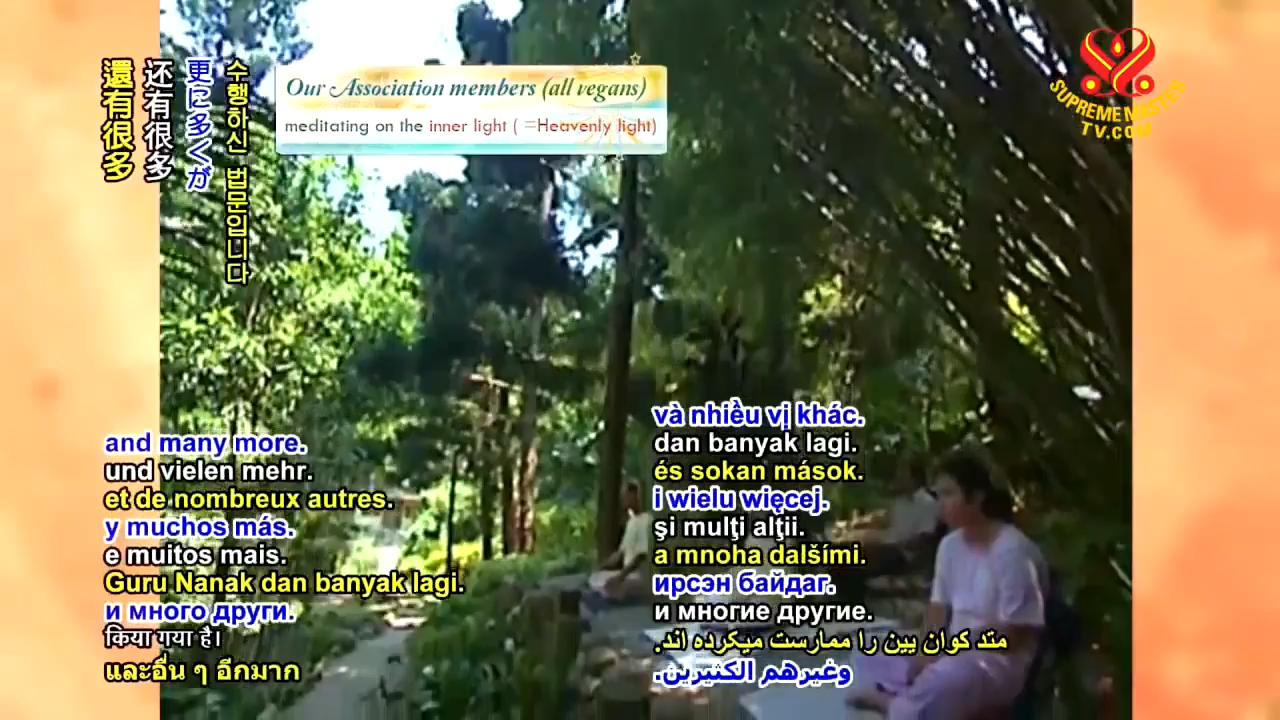 還有很多
还有很多
更に多くが
수행하신 법문입니다
Our Association members (all vegans)
meditating on the inner light ( =Heavenly light)
SUPREME MASTER
TV.COM
and many more.
und vielen mehr.
et de nombreux autres.
y muchos más.
e muitos mais.
Guru Nanak dan banyak lagi.
и много други.
किया गया है।
และอื่น ๆ อีกมาก
và nhiều vị khác.
dan banyak lagi.
és sokan mások.
i wielu więcej.
şi mulţi alţii.
a mnoha dalšími.
ирсэн байдаг.
и многие другие.
متد کوان یین را ممارست میکرده اند.
وغيرهم الكثيرين.